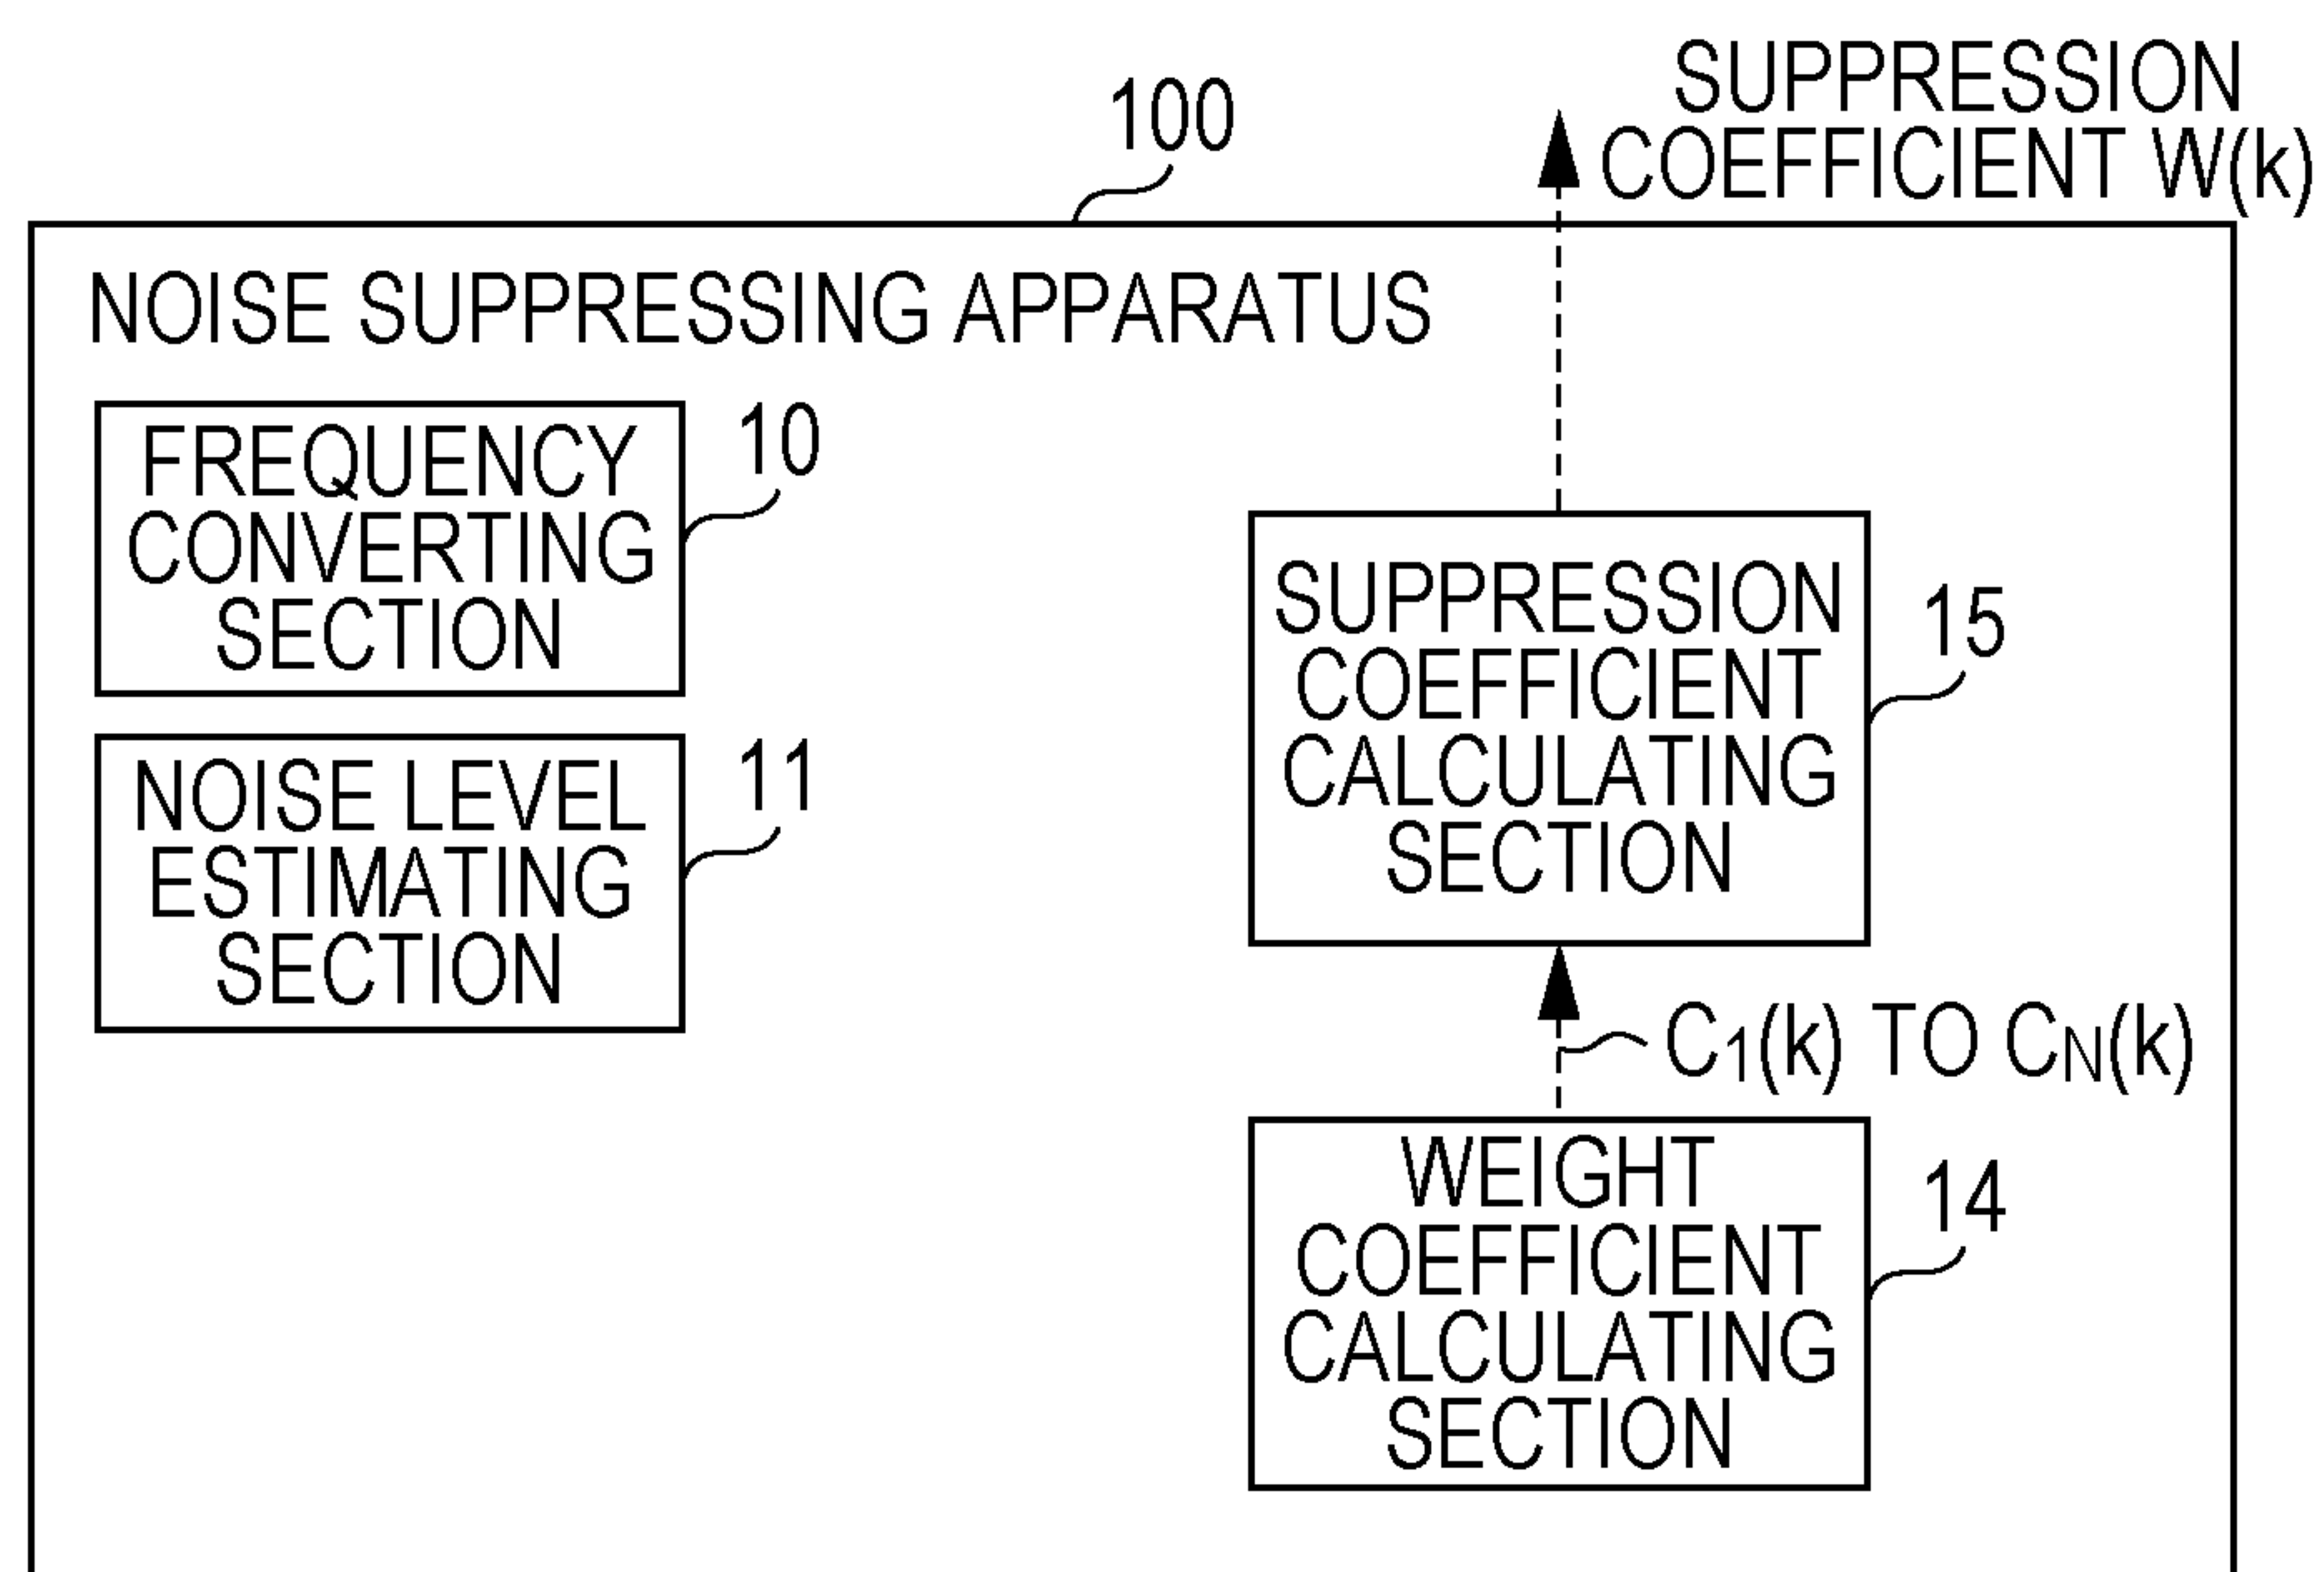 SUPPRESSION
COEFFICIENT W(k)
100
NOISE SUPPRESSING APPARATUS
FREQUENCY
CONVERTING
SECTION
10
NOISE LEVEL
ESTIMATING
SECTION
11
SUPPRESSION
COEFFICIENT
CALCULATING
SECTION
15
C1(k) TO CN(k)
WEIGHT
COEFFICIENT
CALCULATING
SECTION
14